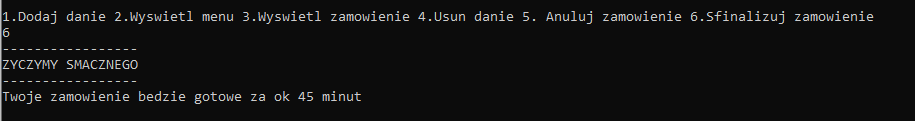 1.Dodaj danie 2.Wyswietl menu 3.Wyswietl zamowienie 4.Usun danie 5. Anuluj zamowienie 6.Sfinalizuj zamowienie
6
-----------------
ZYCZYMY SMACZNEGO
-----------------
Twoje zamowienie bedzie gotowe za ok 45 minut